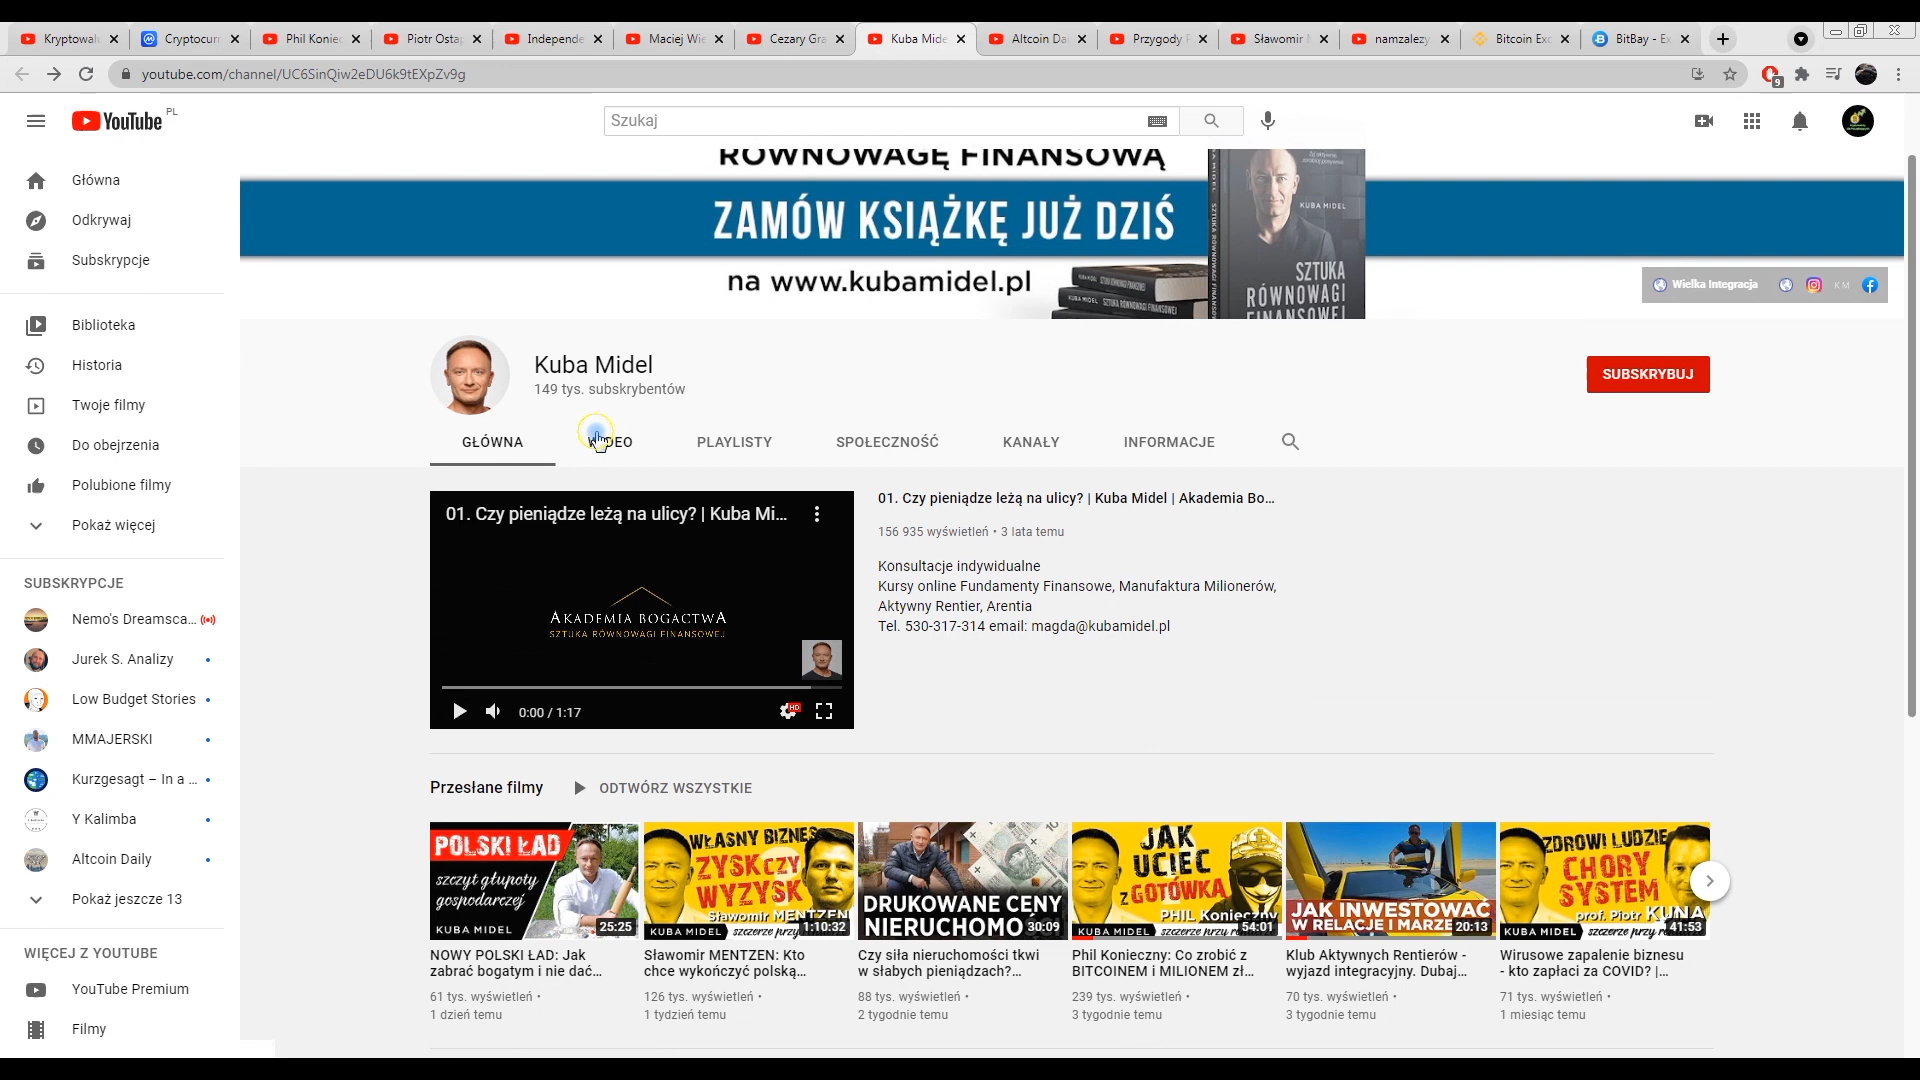 Kryptowal
Cryptocurr
Phil Koniec
Piotr Osta
Independe
Maciej Wie
Cezary Gra
Kuba Mide
Altcoin Da
Przygody
Sławomir
namzalezy
Bitcoin Exc
BitBay - Ex
youtube.com/channel/UC6SinQiw2eDU6k9tEXpZv9g
9
YouTube PL
Szukaj
Główna
Odkrywaj
Subskrypcje
Biblioteka
Historia
Twoje filmy
Do obejrzenia
Polubione filmy
Pokaż więcej
SUBSKRYPCJE
Nemo's Dreamsca...
Jurek S. Analizy
Low Budget Stories
MMAJERSKI
Kurzgesagt – In a ...
Y Kalimba
Altcoin Daily
Pokaż jeszcze 13
WIĘCEJ Z YOUTUBE
YouTube Premium
Filmy
RÓWNOWAGĘ FINANSOWĄ
ZAMÓW KSIĄŻKĘ JUŻ DZIŚ
na www.kubamidel.pl
KUBA MIDEL
SZTUKA
RÓWNOWAGI
FINANSOWEJ
Wielka Integracja
KM
Kuba Midel
149 tys. subskrybentów
SUBSKRYBUJ
GŁÓWNA
WIDEO
PLAYLISTY
SPOŁECZNOŚĆ
KANAŁY
INFORMACJE
01. Czy pieniądze leżą na ulicy? | Kuba Mi...
AKADEMIA BOGACTWA
SZTUKA RÓWNOWAGI FINANSOWEJ
0:00 / 1:17
HD
01. Czy pieniądze leżą na ulicy? | Kuba Midel | Akademia Bo...
156 935 wyświetleń • 3 lata temu
Konsultacje indywidualne
Kursy online Fundamenty Finansowe, Manufaktura Milionerów,
Aktywny Rentier, Arentia
Tel. 530-317-314 email: magda@kubamidel.pl
Przesłane filmy
ODTWÓRZ WSZYSTKIE
POLSKI ŁAD
szczyt głupoty
gospodarczej
KUBA MIDEL
25:25
NOWY POLSKI ŁAD: Jak
zabrać bogatym i nie dać...
61 tys. wyświetleń •
1 dzień temu
WŁASNY BIZNES
ZYSK CZY
WYZYSK
Sławomir MENTZEN
KUBA MIDEL szczerze przy
1:10:32
Sławomir MENTZEN: Kto
chce wykończyć polską...
126 tys. wyświetleń •
1 tydzień temu
DRUKOWANE CENY
NIERUCHOMOŚCI
30:09
Czy siła nieruchomości tkwi
w słabych pieniądzach?...
88 tys. wyświetleń •
2 tygodnie temu
JAK
UCIEC
Z GOTÓWKA
PHIL Konieczny
KUBA MIDEL szczerze przy
54:01
Phil Konieczny: Co zrobić z
BITCOINEM i MILIONEM zł...
239 tys. wyświetleń •
3 tygodnie temu
JAK INWESTOWAĆ
W RELACJE I MARZE
20:13
Klub Aktywnych Rentierów -
wyjazd integracyjny. Dubaj...
70 tys. wyświetleń •
3 tygodnie temu
ZDROWI LUDZIE
CHORY
SYSTEM
prof. Piotr KUNA
KUBA MIDEL szczerze przy
41:53
Wirusowe zapalenie biznesu
- kto zapłaci za COVID? |...
71 tys. wyświetleń •
1 miesiąc temu